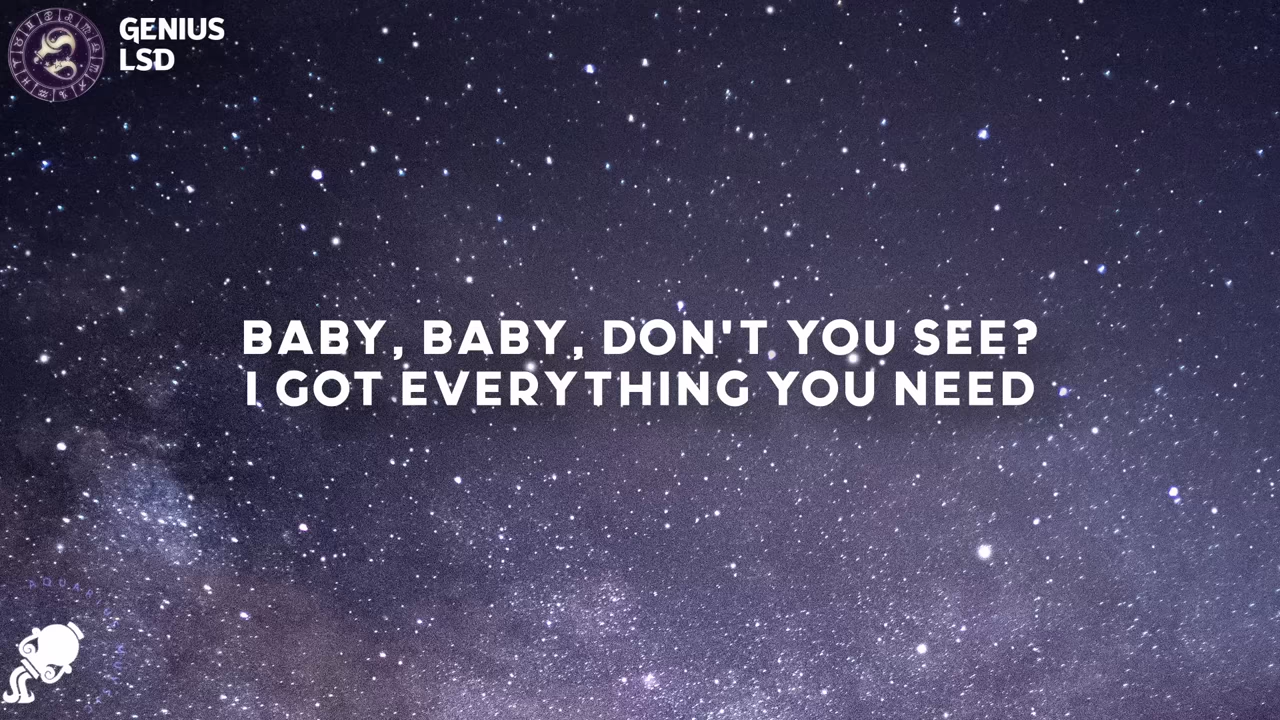 GENIUS
LSD
BABY, BABY, DON'T YOU SEE?
I GOT EVERYTHING YOU NEED